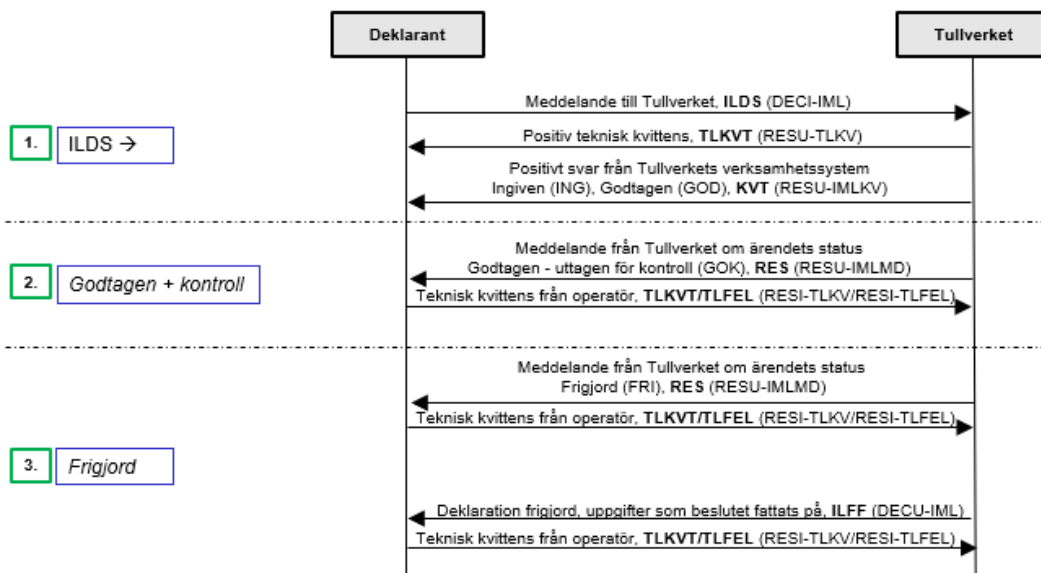 Deklarant
Tullverket
Meddelande till Tullverket, ILDS (DECI-IML)
1.
ILDS →
Positiv teknisk kvittens, TLKVT (RESU-TLKV)
Positivt svar från Tullverkets verksamhetssystem
Ingiven (ING), Godtagen (GOD), KVT (RESU-IMLKV)
Meddelande från Tullverket om ärendets status
2.
Godtagen + kontroll
Godtagen - uttagen för kontroll (GOK), RES (RESU-IMLMD)
Teknisk kvittens från operatör, TLKVT/TLFEL (RESI-TLKV/RESI-TLFEL)
Meddelande från Tullverket om ärendets status
Frigjord (FRI), RES (RESU-IMLMD)
Teknisk kvittens från operatör, TLKVT/TLFEL (RESI-TLKV/RESI-TLFEL)
3.
Frigjord
Deklaration frigjord, uppgifter som beslutet fattats på, ILFF (DECU-IML)
Teknisk kvittens från operatör, TLKVT/TLFEL (RESI-TLKV/RESI-TLFEL)